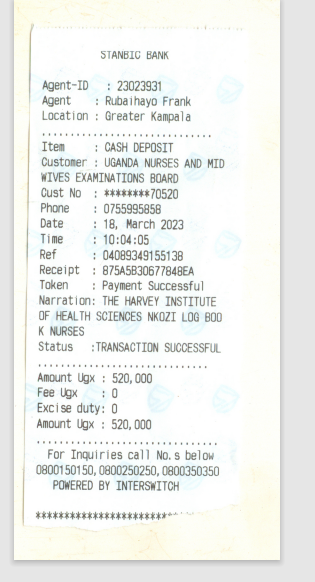 STANBIC BANK
Agent-ID : 23023931
Agent : Rubaihayo Frank
Location : Greater Kampala
................................
Item : CASH DEPOSIT
Customer : UGANDA NURSES AND MID
WIVES EXAMINATIONS BOARD
Cust No : ********70520
Phone : 0755995858
Date : 18, March 2023
Time : 10:04:05
Ref : 04089349155138
Receipt : 875A5B30677848EA
Token : Payment Successful
Narration: THE HARVEY INSTITUTE
OF HEALTH SCIENCES NKOZI LOG BOO
K NURSES
Status :TRANSACTION SUCCESSFUL
................................
Amount Ugx : 520,000
Fee Ugx : 0
Excise duty: 0
Amount Ugx : 520,000
................................
For Inquiries call No.s below
0800150150, 0800250250, 0800350350
POWERED BY INTERSWITCH
********************************